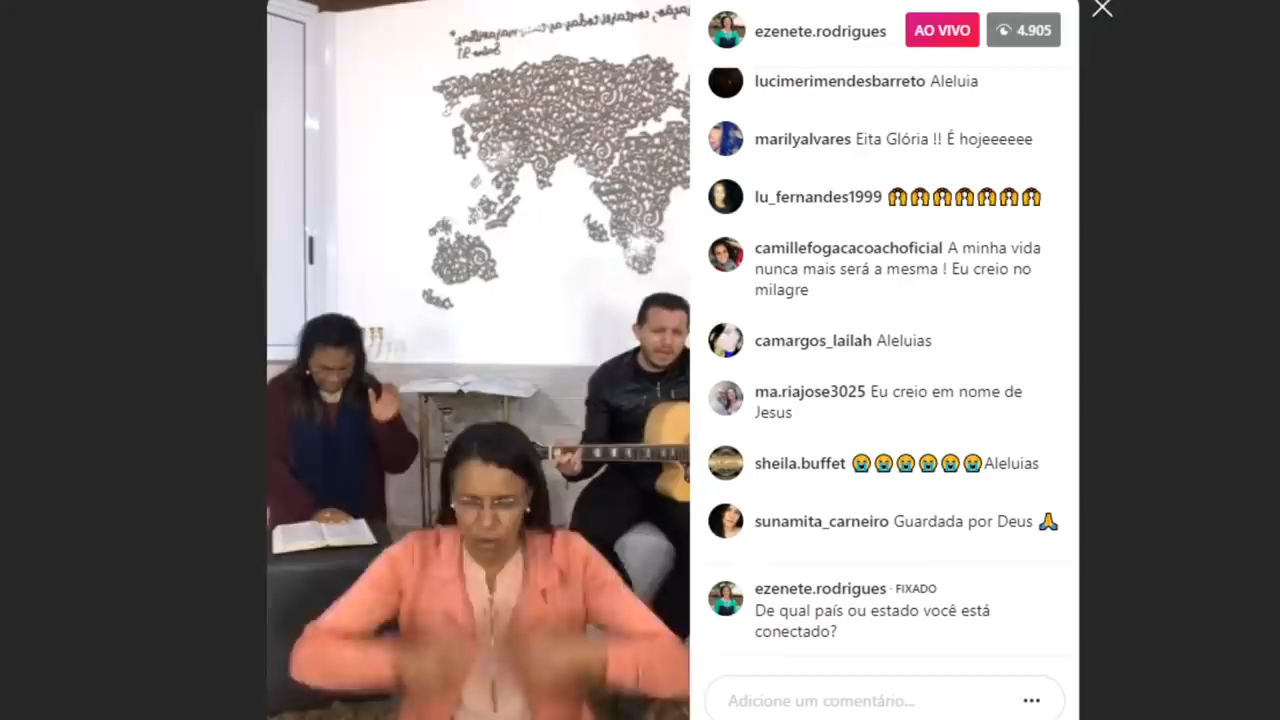 ezenete.rodrigues AO VIVO 4.905
lucimerimendesbarreto Aleluia
marilyalvares Eita Glória !! É hojeeeeee
lu_fernandes1999 🙌🙌🙌🙌🙌🙌🙌
camillefogacacoachoficial A minha vida
nunca mais será a mesma ! Eu creio no
milagre
camargos_lailah Aleluias
ma.riajose3025 Eu creio em nome de
Jesus
sheila.buffet 😭😭😭😭😭😭Aleluias
sunamita_carneiro Guardada por Deus 🙏
ezenete.rodrigues · FIXADO
De qual país ou estado você está
conectado?
Adicione um comentário...